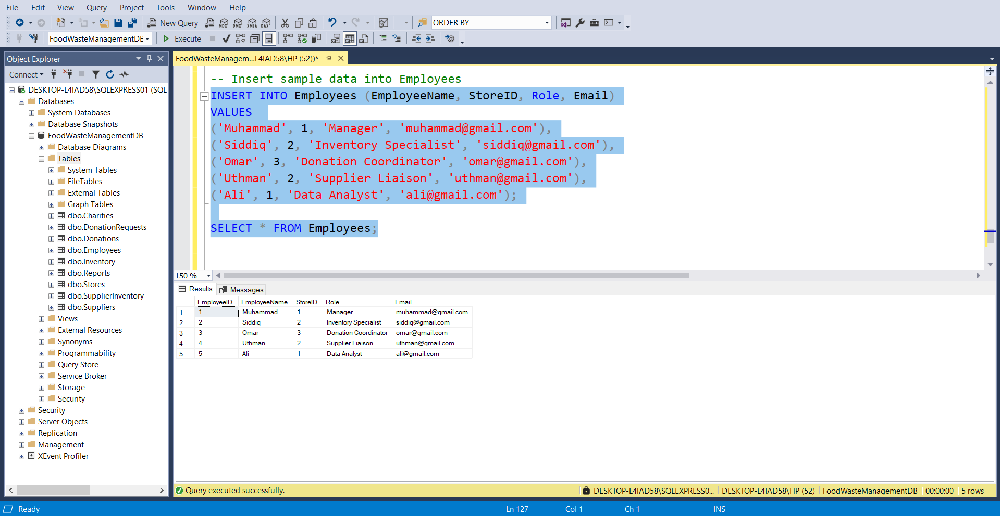 File Edit View Query Project Tools Window Help
New Query MDX DMX XMLA DAX ORDER BY
FoodWasteManagementDB Execute
Object Explorer
Connect
DESKTOP-L4IAD58\SQLEXPRESS01 (SQL
Databases
System Databases
Database Snapshots
FoodWasteManagementDB
Database Diagrams
Tables
System Tables
FileTables
External Tables
Graph Tables
dbo.Charities
dbo.DonationRequests
dbo.Donations
dbo.Employees
dbo.Inventory
dbo.Reports
dbo.Stores
dbo.SupplierInventory
dbo.Suppliers
Views
External Resources
Synonyms
Programmability
Query Store
Service Broker
Storage
Security
Security
Server Objects
Replication
Management
XEvent Profiler
FoodWasteManagem...L4IAD58\HP (52))*
-- Insert sample data into Employees
INSERT INTO Employees (EmployeeName, StoreID, Role, Email)
VALUES
('Muhammad', 1, 'Manager', 'muhammad@gmail.com'),
('Siddiq', 2, 'Inventory Specialist', 'siddiq@gmail.com'),
('Omar', 3, 'Donation Coordinator', 'omar@gmail.com'),
('Uthman', 2, 'Supplier Liaison', 'uthman@gmail.com'),
('Ali', 1, 'Data Analyst', 'ali@gmail.com');
SELECT * FROM Employees;
150 %
Results Messages
EmployeeID EmployeeName StoreID Role Email
1 1 Muhammad 1 Manager muhammad@gmail.com
2 2 Siddiq 2 Inventory Specialist siddiq@gmail.com
3 3 Omar 3 Donation Coordinator omar@gmail.com
4 4 Uthman 2 Supplier Liaison uthman@gmail.com
5 5 Ali 1 Data Analyst ali@gmail.com
Query executed successfully. DESKTOP-L4IAD58\SQLEXPRESS0... DESKTOP-L4IAD58\HP (52) FoodWasteManagementDB 00:00:00 5 rows
Ready Ln 127 Col 1 Ch 1 INS